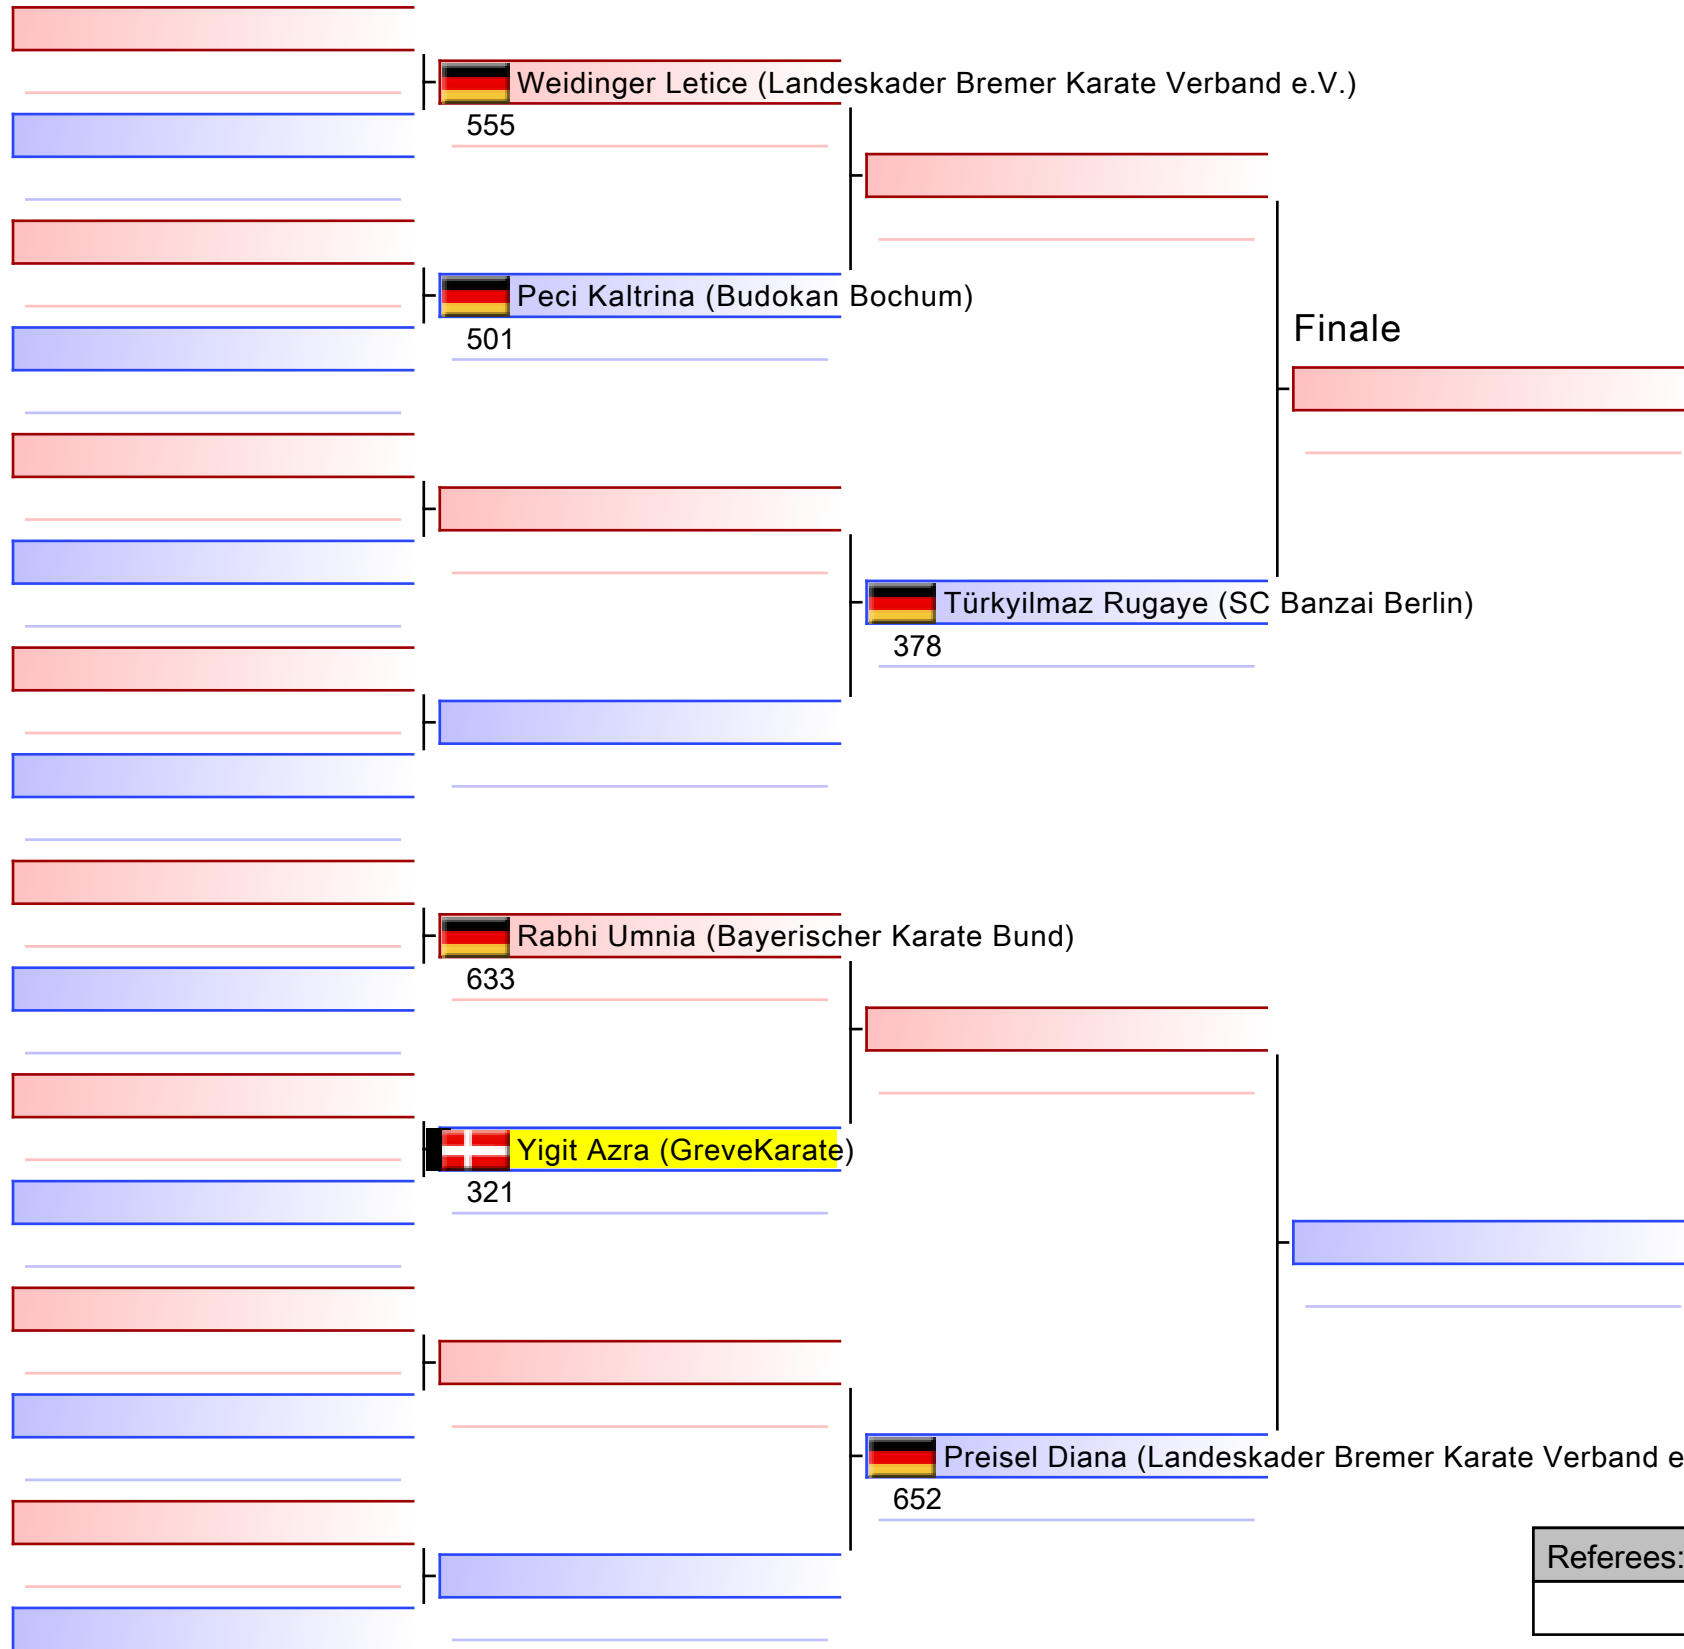 Weidinger Letice (Landeskader Bremer Karate Verband e.V.)
555
Peci Kaltrina (Budokan Bochum)
501
Finale
Türkyilmaz Rugaye (SC Banzai Berlin)
378
Rabhi Umnia (Bayerischer Karate Bund)
633
Yigit Azra (GreveKarate)
321
Preisel Diana (Landeskader Bremer Karate Verband e
652
Referees: